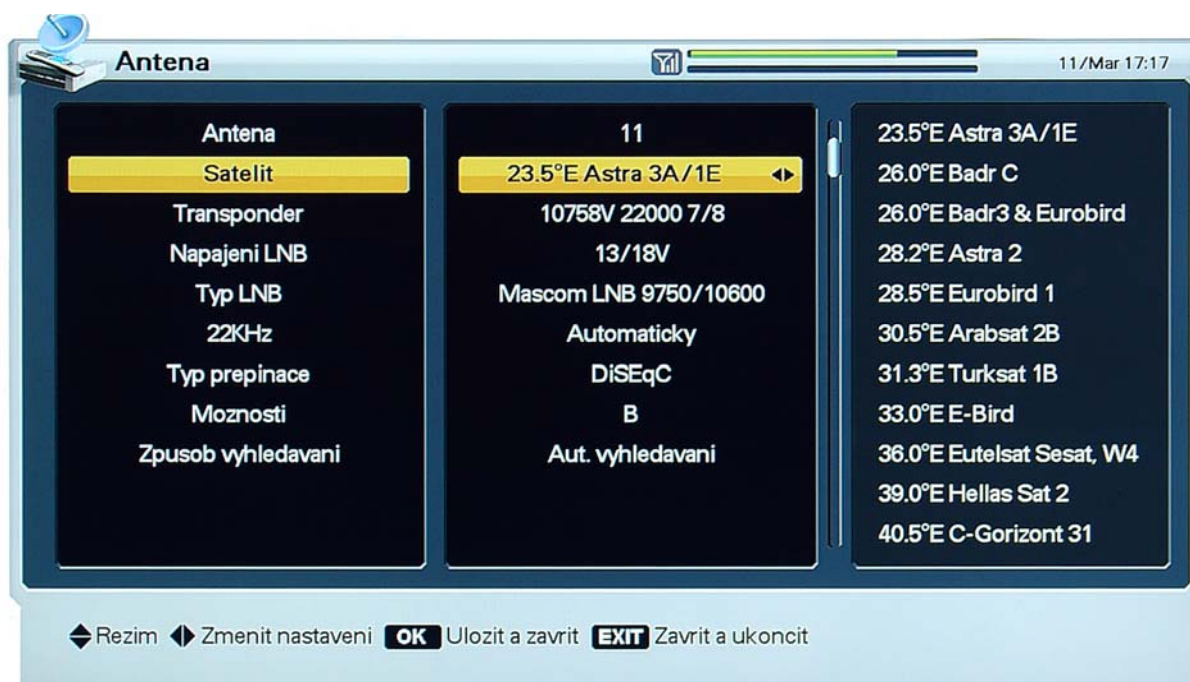 Antena
11/Mar 17:17
Antena 11
Satelit 23.5°E Astra 3A/1E
Transponder 10758V 22000 7/8
Napajeni LNB 13/18V
Typ LNB Mascom LNB 9750/10600
22KHz Automaticky
Typ prepinace DiSEqC
Moznosti B
Zpusob vyhledavani Aut. vyhledavani
23.5°E Astra 3A/1E
26.0°E Badr C
26.0°E Badr3 & Eurobird
28.2°E Astra 2
28.5°E Eurobird 1
30.5°E Arabsat 2B
31.3°E Turksat 1B
33.0°E E-Bird
36.0°E Eutelsat Sesat, W4
39.0°E Hellas Sat 2
40.5°E C-Gorizont 31
Rezim Zmenit nastaveni OK Ulozit a zavrit EXIT Zavrit a ukoncit